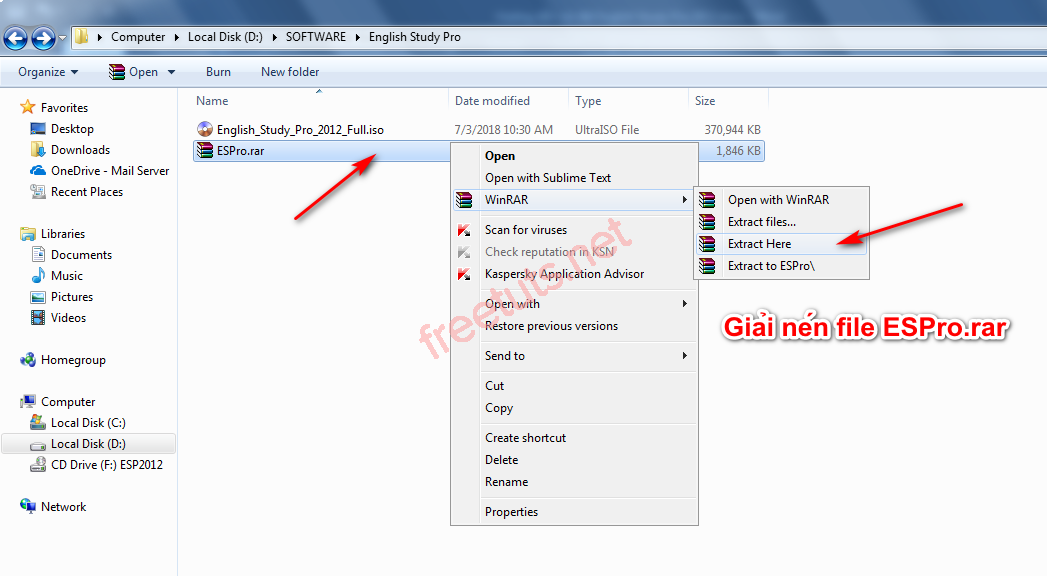 Computer Local Disk (D:) SOFTWARE English Study Pro
Organize Open Burn New folder
Name Date modified Type Size
English_Study_Pro_2012_Full.iso 7/3/2018 10:30 AM UltraISO File 370,944 KB
ESPro.rar 1,846 KB
Favorites
Desktop
Downloads
OneDrive - Mail Server
Recent Places
Libraries
Documents
Music
Pictures
Videos
Homegroup
Computer
Local Disk (C:)
Local Disk (D:)
CD Drive (F:) ESP2012
Network
Open
Open with Sublime Text
WinRAR
Scan for viruses
Check reputation in KSN
Kaspersky Application Advisor
Open with
Restore previous versions
Send to
Cut
Copy
Create shortcut
Delete
Rename
Properties
Open with WinRAR
Extract files...
Extract Here
Extract to ESPro\
Giải nén file ESPro.rar
freetuts.net